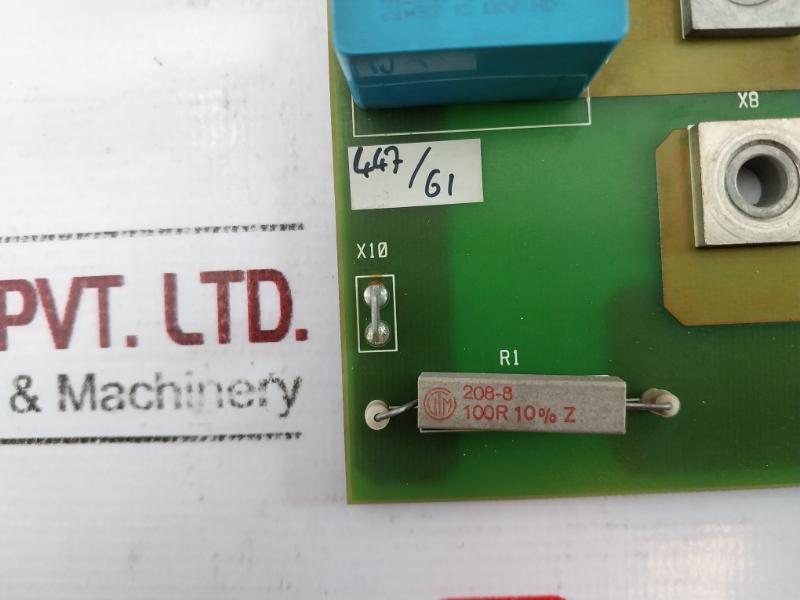 X8
447/61
X10
PVT. LTD.
& Machinery
R1
208-8
100R 10% Z